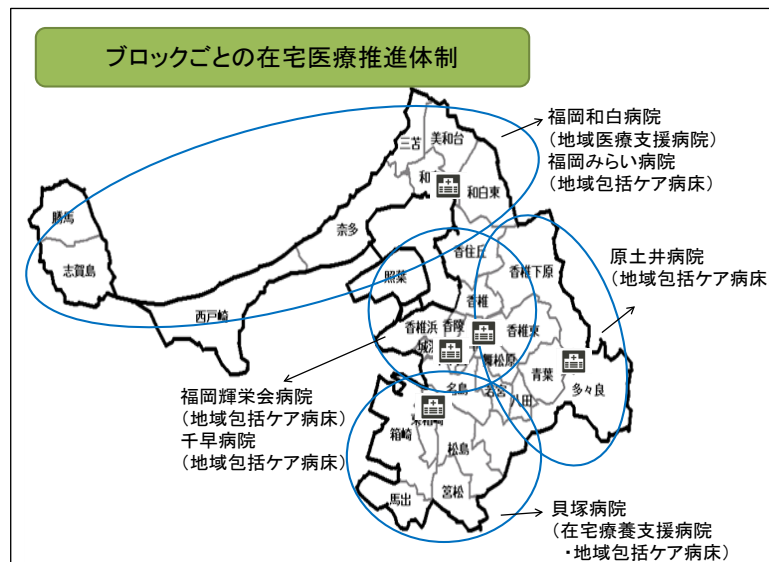 ブロックごとの在宅医療推進体制
福岡和白病院
(地域医療支援病院)
福岡みらい病院
(地域包括ケア病床)
三苫
美和台
和
和白東
勝馬
奈多
志賀島
西戸崎
照葉
香住丘
香椎下原
原土井病院
(地域包括ケア病床
香椎
香椎浜
香陵
香椎東
舞松原
青葉
多々良
福岡輝栄会病院
(地域包括ケア病床)
千早病院
(地域包括ケア病床)
名島
若宮
八田
東箱崎
箱崎
松島
馬出
筥松
貝塚病院
(在宅療養支援病院
・地域包括ケア病床)